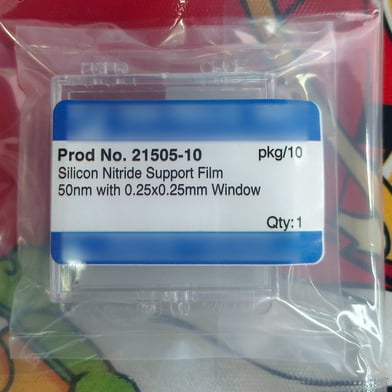 Prod No. 21505-10 pkg/10
Silicon Nitride Support Film
50nm with 0.25x0.25mm Window
Qty: 1